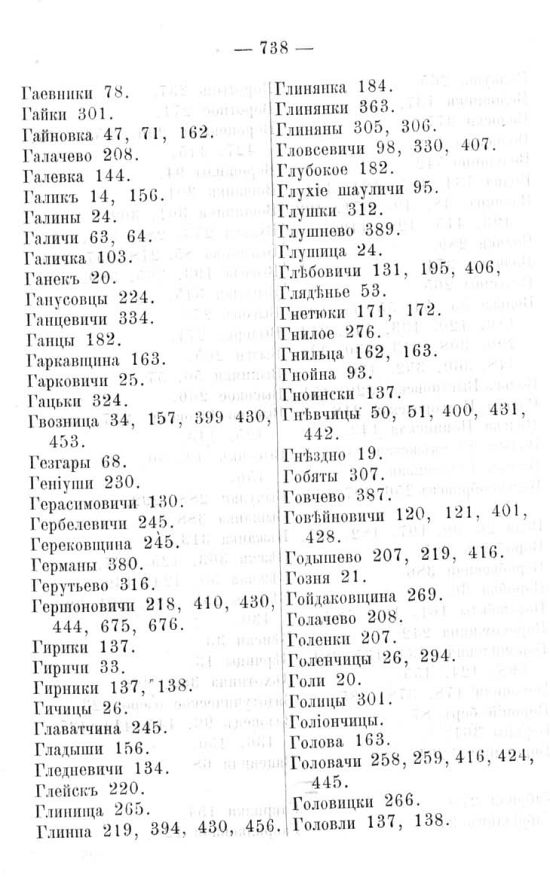 — 738 —
Гаевники 78.
Гайки 301.
Гайновка 47, 71, 162.
Галачево 208.
Галевка 144.
Галикъ 14, 156.
Галины 24.
Галичи 63, 64.
Галичка 103.
Ганекъ 20.
Ганусовцы 224.
Ганцевичи 334.
Ганцы 182.
Гаркавщина 163.
Гарковичи 25.
Гацьки 324.
Гвозница 34, 157, 399 430,
453.
Гезгары 68.
Геніуши 230.
Герасимовичи 130.
Гербелевичи 245.
Герековщина 245.
Германы 380.
Герутьево 316.
Гершоновичи 218, 410, 430,
444, 675, 676.
Гирики 137.
Гиричи 33.
Гирники 137, 138.
Гичицы 26.
Главатчина 245.
Гладыши 156.
Гледневичи 134.
Глейскъ 220.
Глинища 265.
Глинна 219, 394, 430, 456.
Глинянка 184.
Глинянки 363.
Глиняны 305, 306.
Гловсевичи 98, 330, 407.
Глубокое 182.
Глухіе шауличи 95.
Глушки 312.
Глушнево 389.
Глушица 24.
Глѣбовичи 131, 195, 406,
Гляденье 53.
Гнетюки 171, 172.
Гнилое 276.
Гнильца 162, 163.
Гнойна 93.
Гноински 137.
Гнѣвчицы 50, 51, 400, 431,
442.
Гнѣздно 19.
Гобяты 307.
Говчево 387.
Говѣйновичи 120, 121, 401,
428.
Годышево 207, 219, 416.
Гозня 21.
Гойдаковщина 269.
Голачево 208.
Голенки 207.
Голенчицы 26, 294.
Голи 20.
Голицы 301.
Голіончицы.
Голова 163.
Головачи 258, 259, 416, 424,
445.
Головицки 266.
Головли 137, 138.